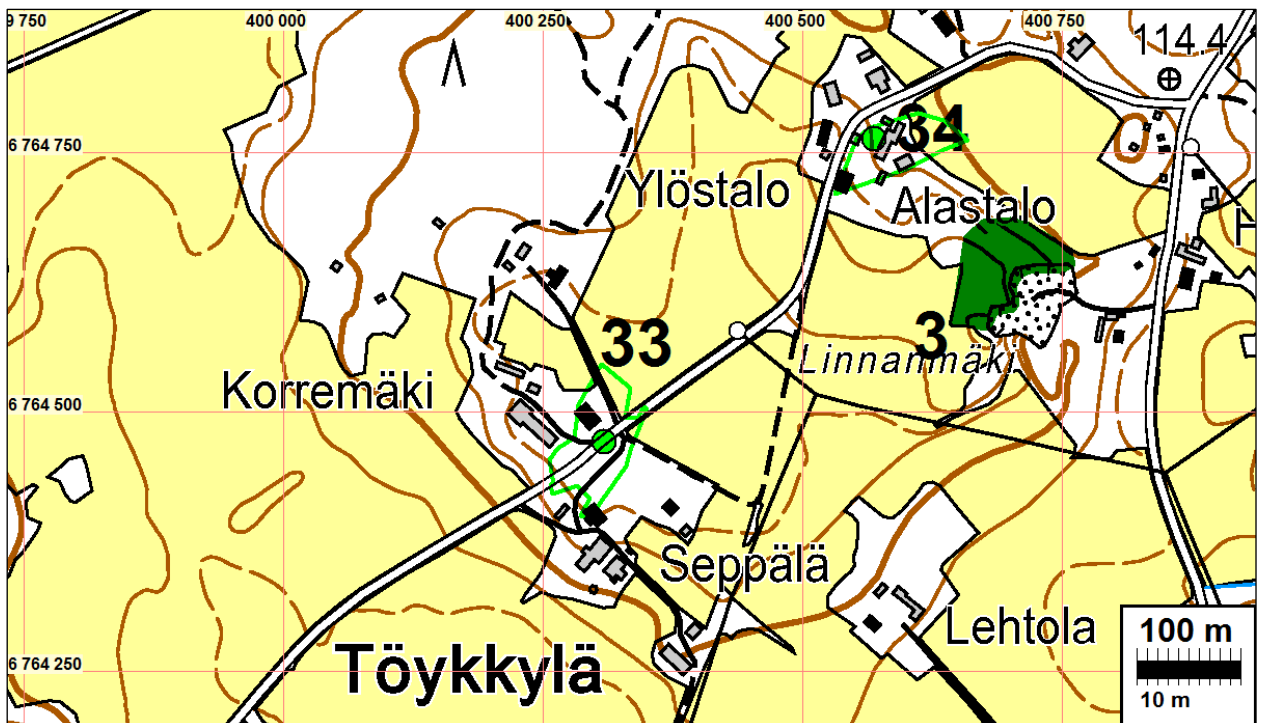 9 750
400 000
400 250
400 500
400 750
114.4
34
6 764 750
Ylöstalo
Alastalo
H
33
3
Linnanmäki
Korremäki
6 764 500
Seppälä
Lehtola
Töykkylä
6 764 250
100 m
10 m